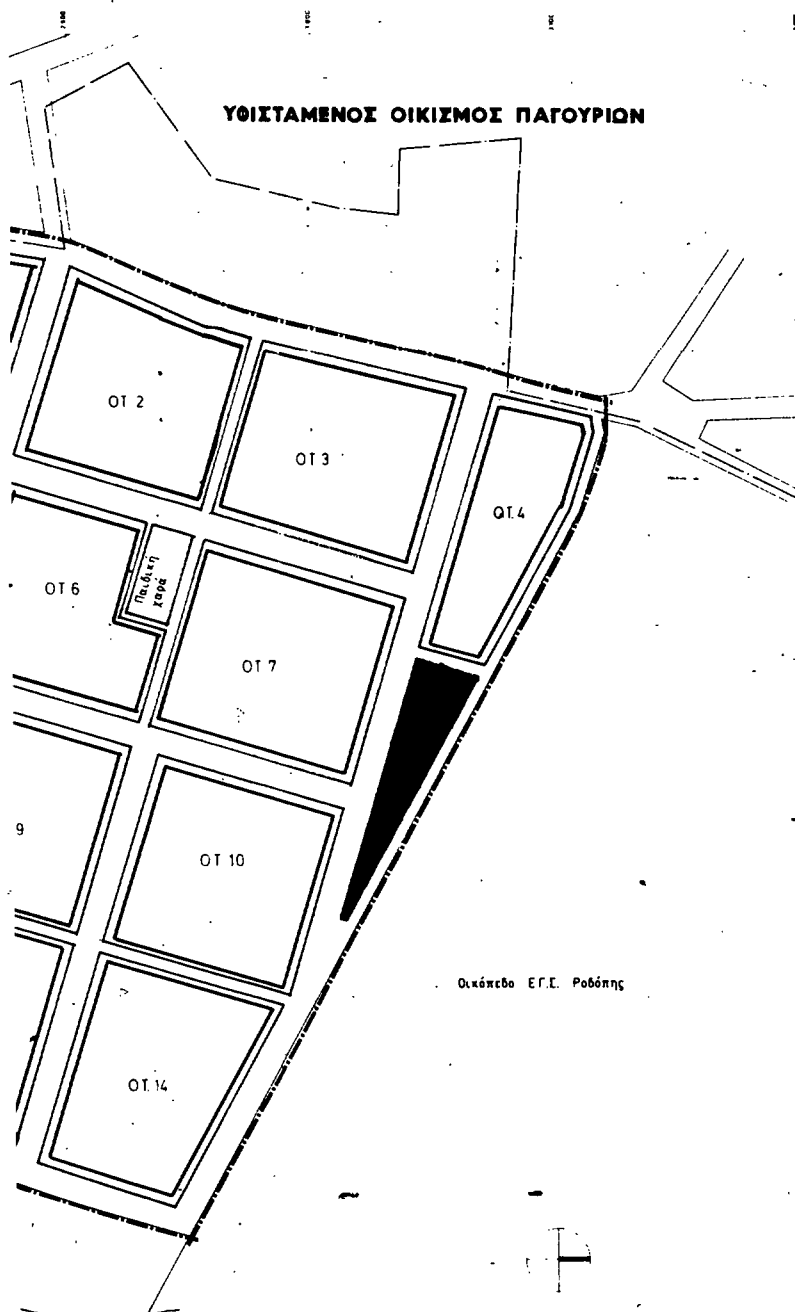 ΥΦΙΣΤΑΜΕΝΟΣ ΟΙΚΙΣΜΟΣ ΠΑΓΟΥΡΙΩΝ
ΟΤ 2
ΟΤ 3
ΟΤ. 4
ΟΤ 6
Παιδική
χαρά
ΟΤ 7
9
ΟΤ 10
Οικόπεδο Ε.Γ.Σ. Ροδόπης
ΟΤ. 14